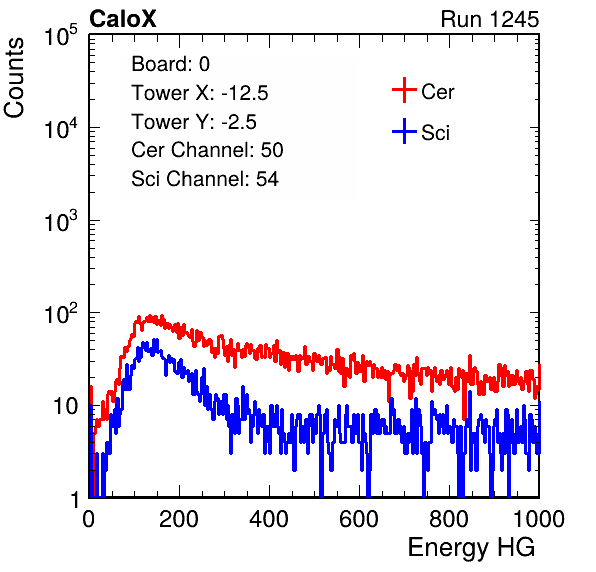 CaloX Run 1245
Counts
Board: 0
Tower X: -12.5
Tower Y: -2.5
Cer Channel: 50
Sci Channel: 54
Cer
Sci
10^5
10^4
10^3
10^2
10
1
0 200 400 600 800 1000
Energy HG